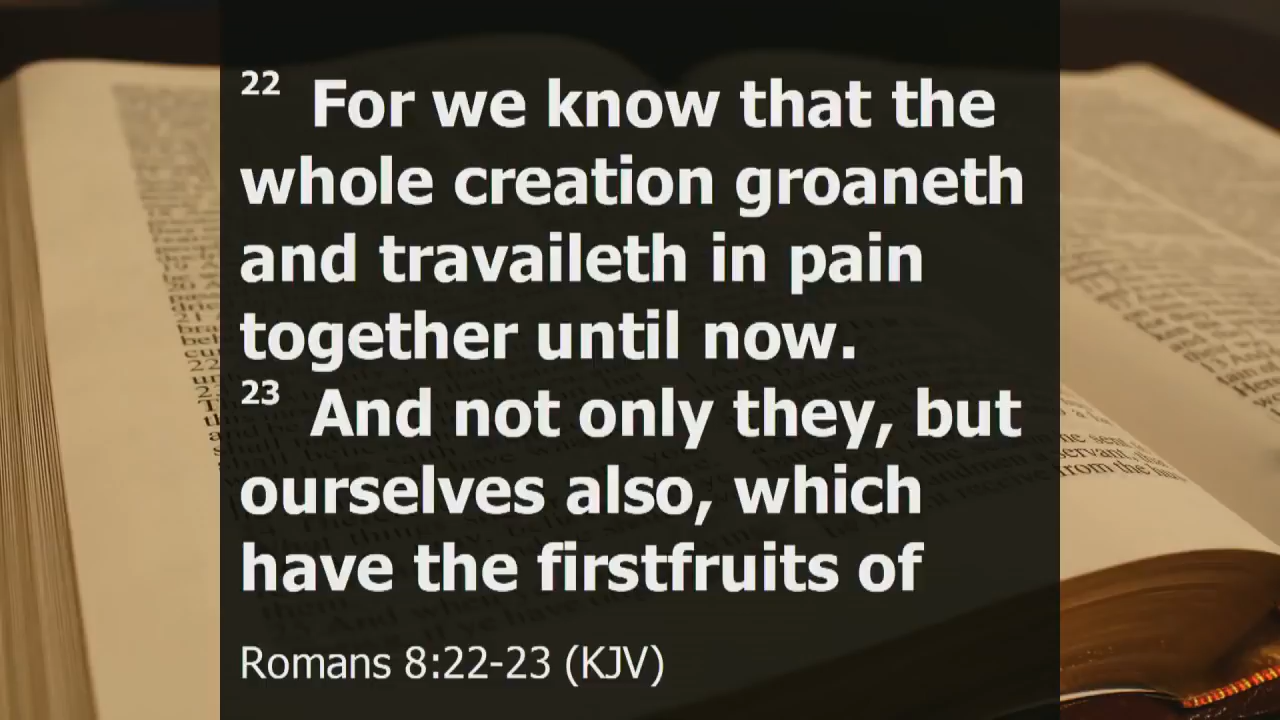 22 For we know that the
whole creation groaneth
and travaileth in pain
together until now.
23 And not only they, but
ourselves also, which
have the firstfruits of
Romans 8:22-23 (KJV)